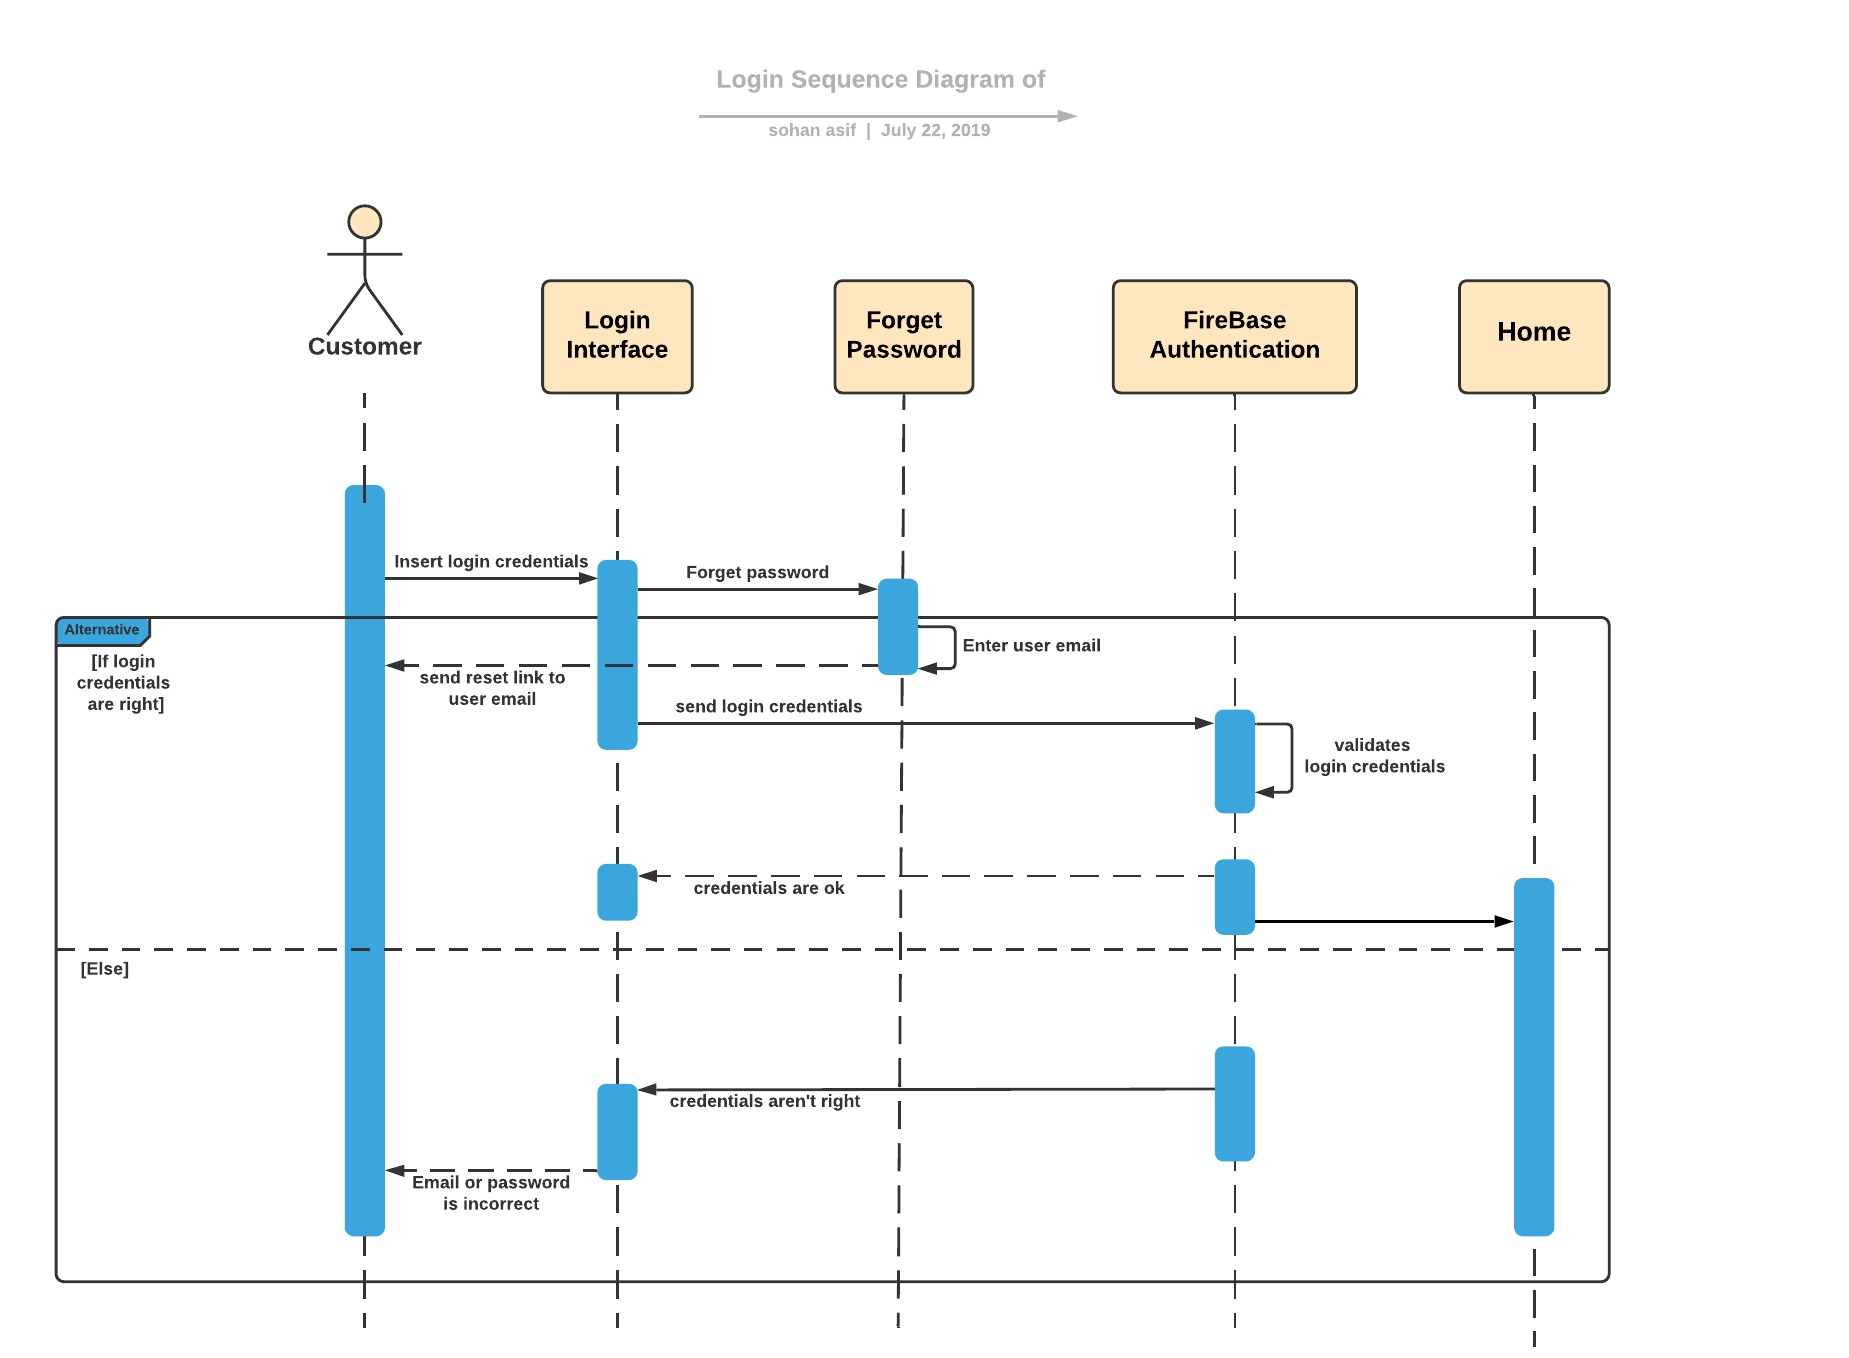 Login Sequence Diagram of
sohan asif | July 22, 2019
Customer
Login
Interface
Forget
Password
FireBase
Authentication
Home
Insert login credentials
Forget password
Alternative
[If login
credentials
are right]
Enter user email
send reset link to
user email
send login credentials
validates
login credentials
credentials are ok
[Else]
credentials aren't right
Email or password
is incorrect